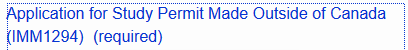 Application for Study Permit Made Outside of Canada
(IMM1294)  (required)